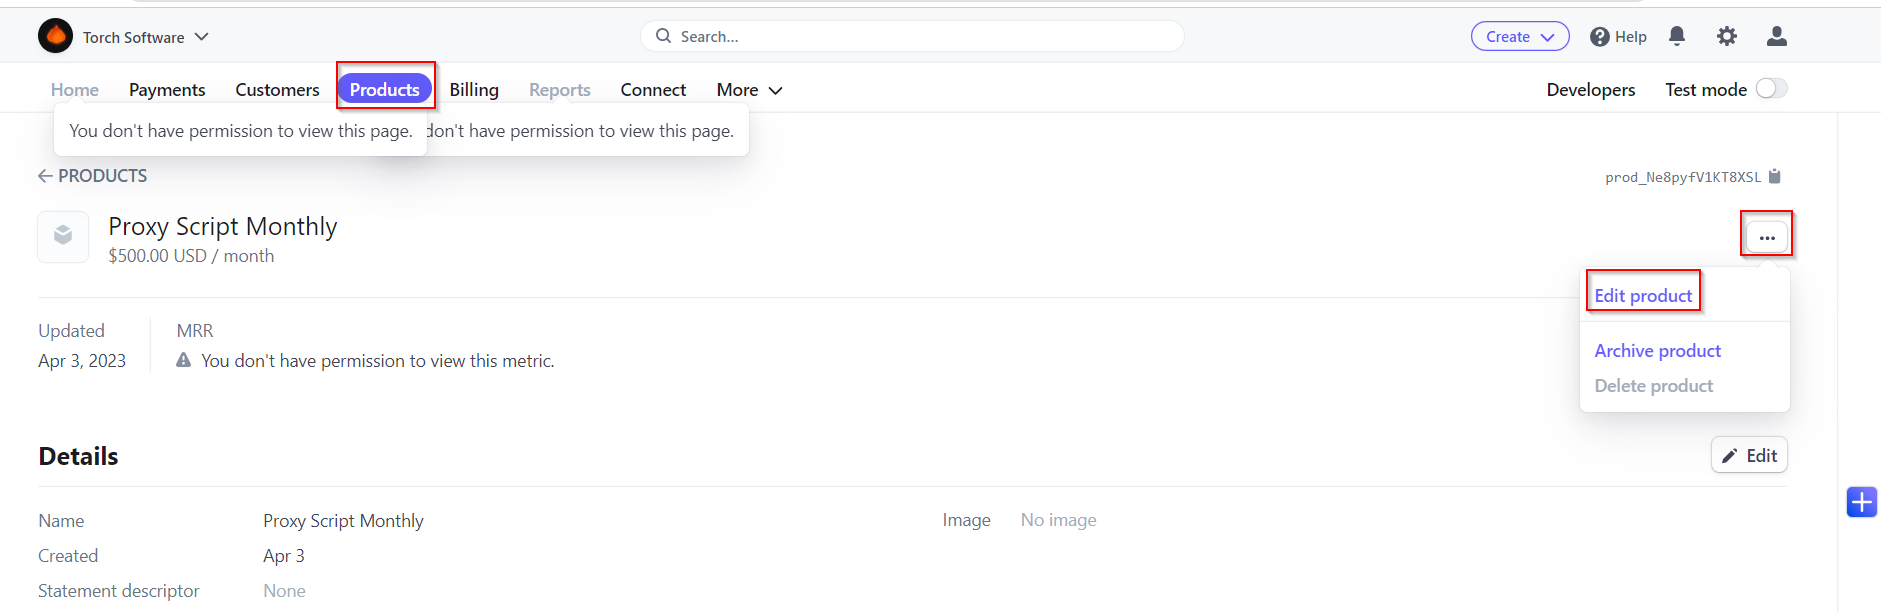 Torch Software
Search...
Create
Help
Home
Payments
Customers
Products
Billing
Reports
Connect
More
Developers
Test mode
You don't have permission to view this page.
don't have permission to view this page.
PRODUCTS
prod_Ne8pyfV1KT8XSL
Proxy Script Monthly
$500.00 USD / month
Edit product
Archive product
Delete product
Updated
Apr 3, 2023
MRR
You don't have permission to view this metric.
Details
Edit
Name
Proxy Script Monthly
Image
No image
Created
Apr 3
Statement descriptor
None